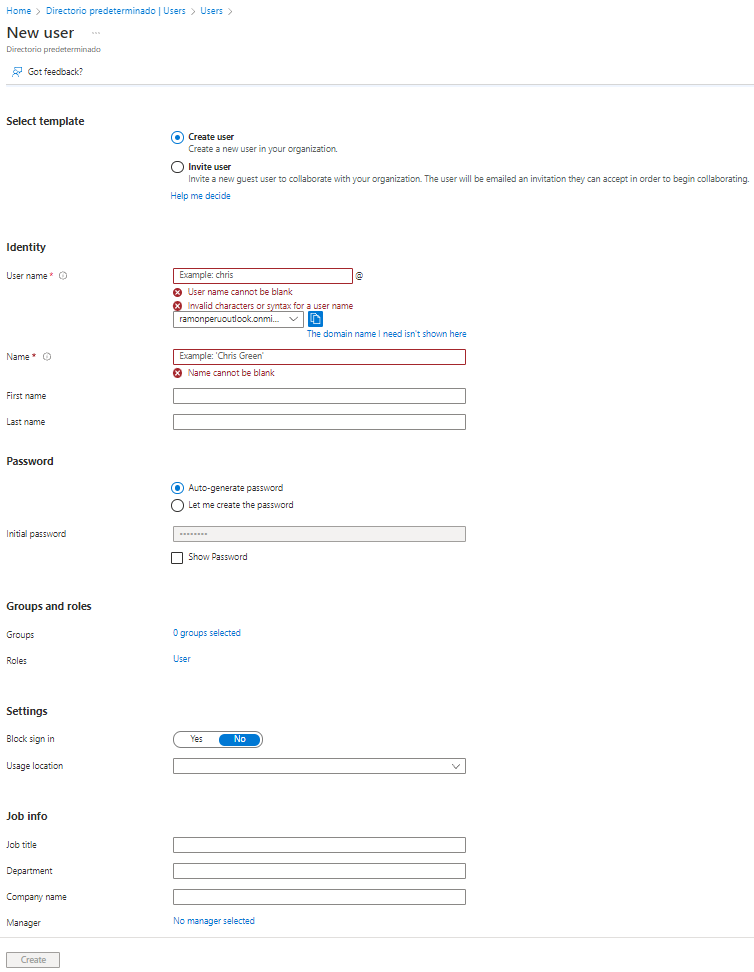 Home > Directorio predeterminado | Users > Users >
New user ...
Directorio predeterminado
Got feedback?
Select template
Create user
Create a new user in your organization.
Invite user
Invite a new guest user to collaborate with your organization. The user will be emailed an invitation they can accept in order to begin collaborating.
Help me decide
Identity
User name *
Example: chris @
User name cannot be blank
Invalid characters or syntax for a user name
ramonperuoutlook.onmi...
The domain name I need isn't shown here
Name *
Example: 'Chris Green'
Name cannot be blank
First name
Last name
Password
Auto-generate password
Let me create the password
Initial password
••••••••
Show Password
Groups and roles
Groups 0 groups selected
Roles User
Settings
Block sign in Yes No
Usage location
Job info
Job title
Department
Company name
Manager No manager selected
Create